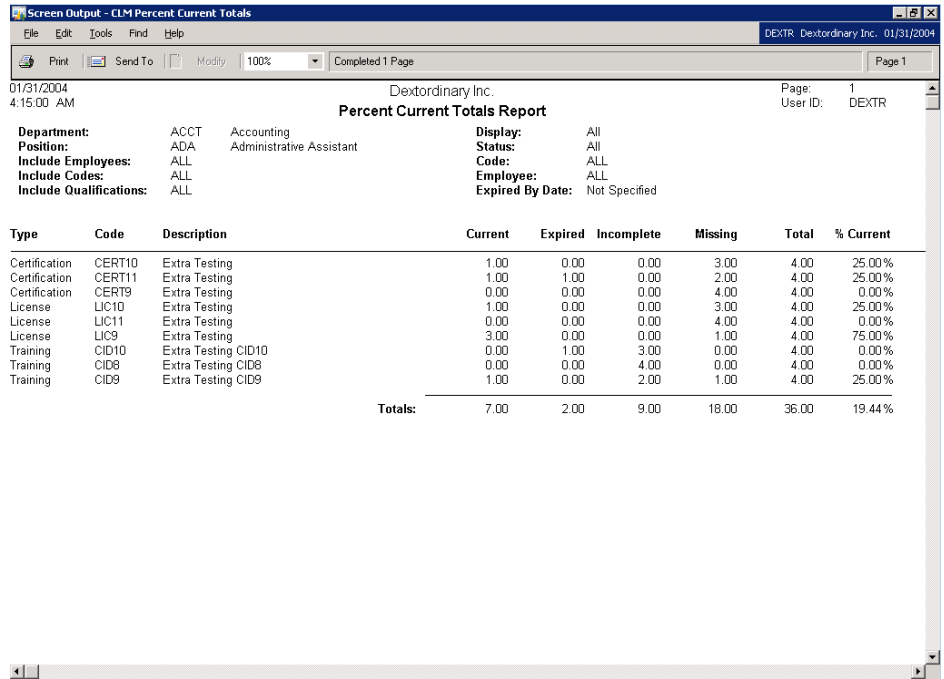 Screen Output - CLM Percent Current Totals
File Edit Tools Find Help DEXTR Dextordinary Inc. 01/31/2004
Print Send To Modify 100% Completed 1 Page Page 1
01/31/2004 Dextordinary Inc. Page: 1
4:15:00 AM Percent Current Totals Report User ID: DEXTR
Department: ACCT Accounting Display: All
Position: ADA Administrative Assistant Status: All
Include Employees: ALL Code: ALL
Include Codes: ALL Employee: ALL
Include Qualifications: ALL Expired By Date: Not Specified
Type Code Description Current Expired Incomplete Missing Total % Current
Certification CERT10 Extra Testing 1.00 0.00 0.00 3.00 4.00 25.00%
Certification CERT11 Extra Testing 1.00 1.00 0.00 2.00 4.00 25.00%
Certification CERT9 Extra Testing 0.00 0.00 0.00 4.00 4.00 0.00%
License LIC10 Extra Testing 1.00 0.00 0.00 3.00 4.00 25.00%
License LIC11 Extra Testing 0.00 0.00 0.00 4.00 4.00 0.00%
License LIC9 Extra Testing 3.00 0.00 0.00 1.00 4.00 75.00%
Training CID10 Extra Testing CID10 0.00 1.00 3.00 0.00 4.00 0.00%
Training CID8 Extra Testing CID8 0.00 0.00 4.00 0.00 4.00 0.00%
Training CID9 Extra Testing CID9 1.00 0.00 2.00 1.00 4.00 25.00%
Totals: 7.00 2.00 9.00 18.00 36.00 19.44%